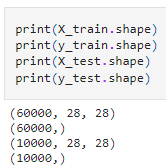 print(X_train.shape)
print(y_train.shape)
print(X_test.shape)
print(y_test.shape)
(60000, 28, 28)
(60000,)
(10000, 28, 28)
(10000,)